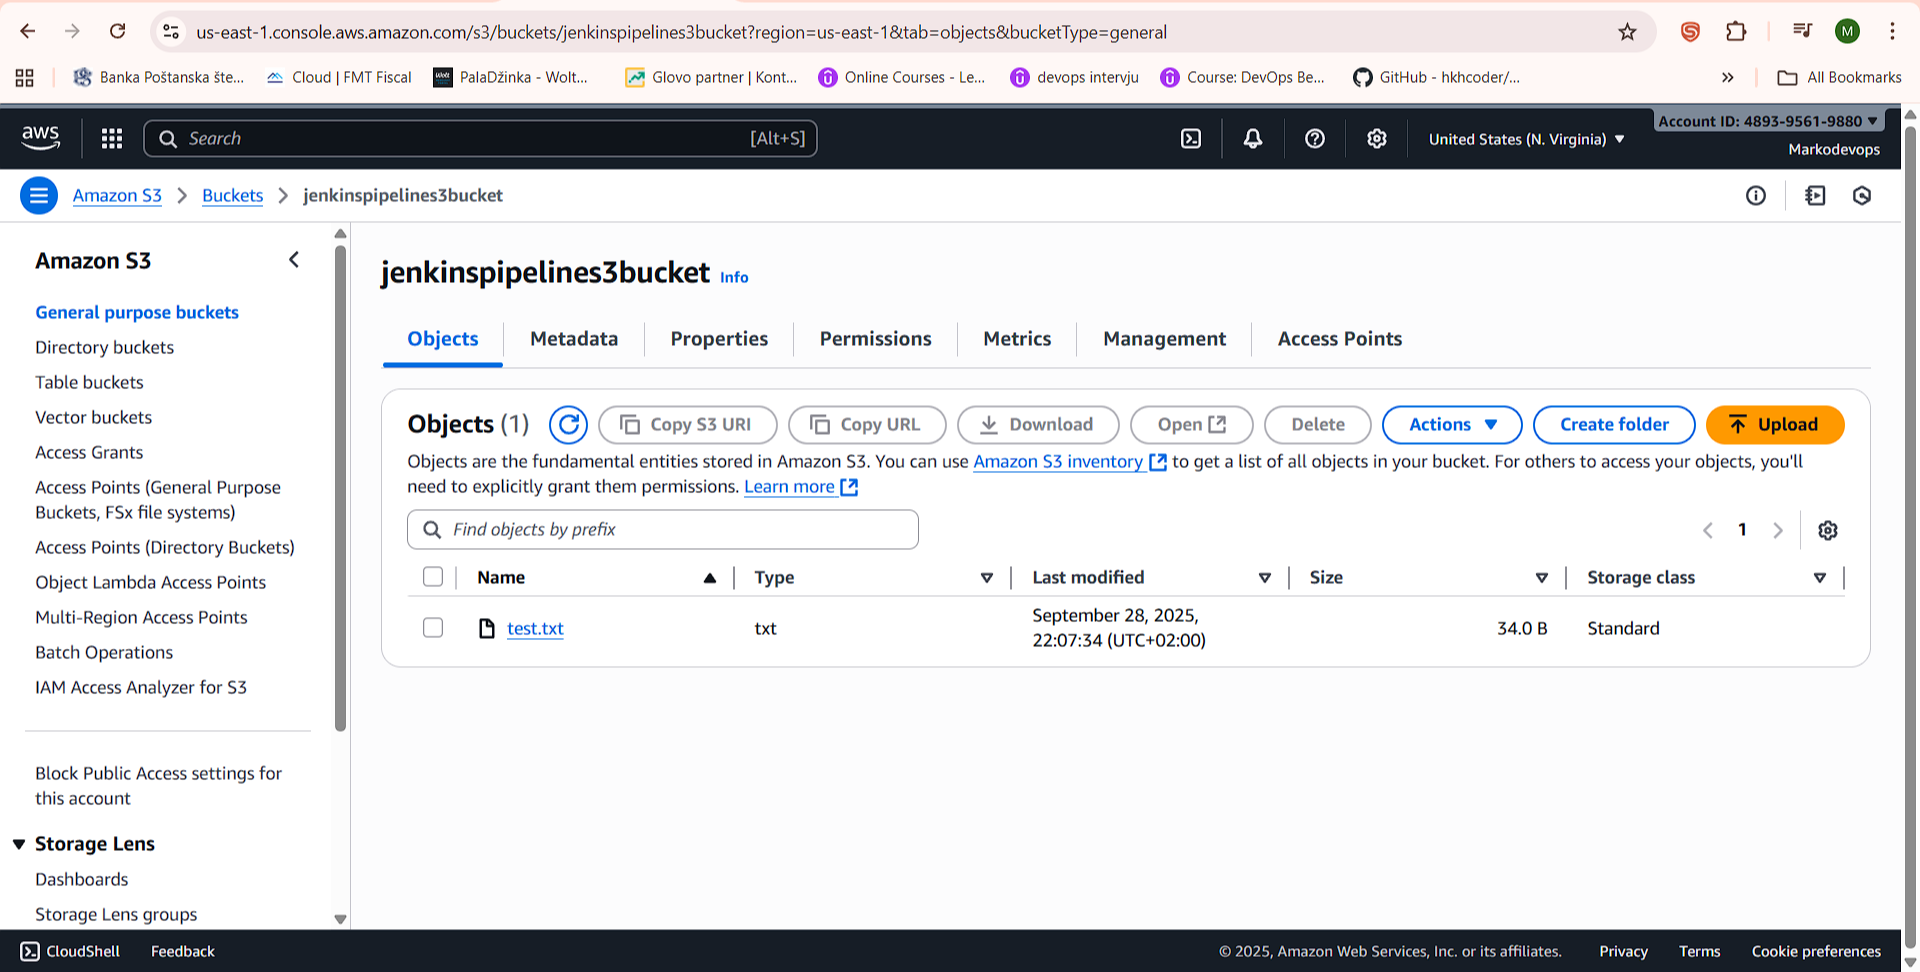 us-east-1.console.aws.amazon.com/s3/buckets/jenkinspipelines3bucket?region=us-east-1&tab=objects&bucketType=general
M
Banka Poštanska šte...
Cloud | FMT Fiscal
Wolt
PalaDžinka - Wolt...
Glovo partner | Kont...
Online Courses - Le...
devops intervju
Course: DevOps Be...
GitHub - hkhcoder/...
All Bookmarks
aws
Search
[Alt+S]
United States (N. Virginia)
Account ID: 4893-9561-9880
Markodevops
Amazon S3
Buckets
jenkinspipelines3bucket
Amazon S3
General purpose buckets
Directory buckets
Table buckets
Vector buckets
Access Grants
Access Points (General Purpose
Buckets, FSx file systems)
Access Points (Directory Buckets)
Object Lambda Access Points
Multi-Region Access Points
Batch Operations
IAM Access Analyzer for S3
Block Public Access settings for
this account
Storage Lens
Dashboards
Storage Lens groups
jenkinspipelines3bucket Info
Objects
Metadata
Properties
Permissions
Metrics
Management
Access Points
Objects (1)
Copy S3 URI
Copy URL
Download
Open
Delete
Actions
Create folder
Upload
Objects are the fundamental entities stored in Amazon S3. You can use Amazon S3 inventory to get a list of all objects in your bucket. For others to access your objects, you'll
need to explicitly grant them permissions. Learn more
Find objects by prefix
1
Name
Type
Last modified
Size
Storage class
test.txt
txt
September 28, 2025,
22:07:34 (UTC+02:00)
34.0 B
Standard
CloudShell
Feedback
© 2025, Amazon Web Services, Inc. or its affiliates.
Privacy
Terms
Cookie preferences